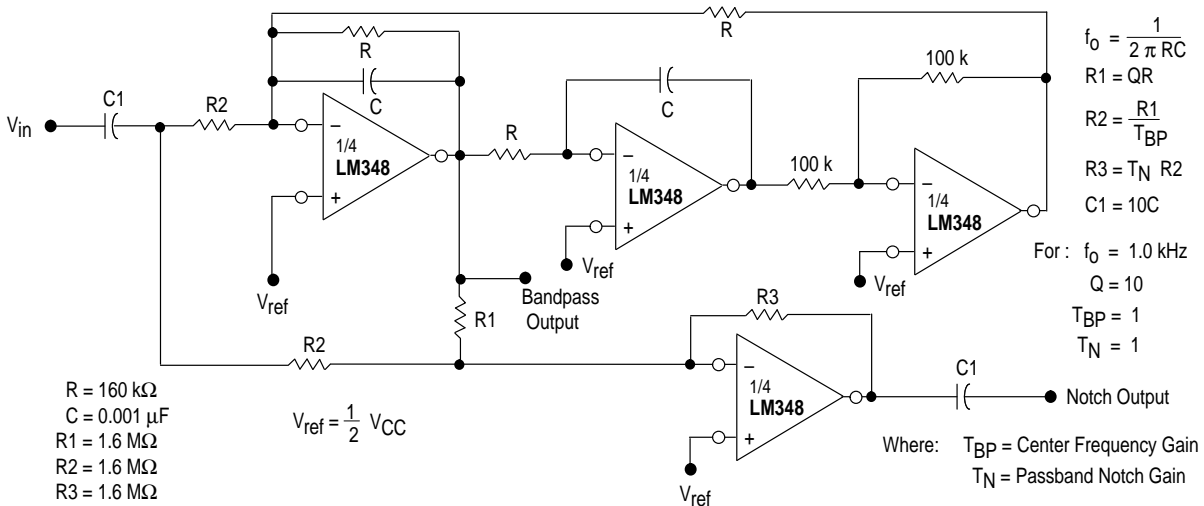 R
R
C
100 k
C
C1
R2
Vin
1/4
LM348
− +
Vref
R
1/4
LM348
− +
Vref
100 k
1/4
LM348
− +
Vref
fo = 1 / 2 π RC
R1 = QR
R2 = R1 / TBP
R3 = TN R2
C1 = 10C
For : fo = 1.0 kHz
Q = 10
TBP = 1
TN = 1
Bandpass
Output
R1
R2
R3
1/4
LM348
− +
Vref
C1
Notch Output
R = 160 kΩ
C = 0.001 µF
R1 = 1.6 MΩ
R2 = 1.6 MΩ
R3 = 1.6 MΩ
Vref = 1/2 VCC
Where: TBP = Center Frequency Gain
TN = Passband Notch Gain